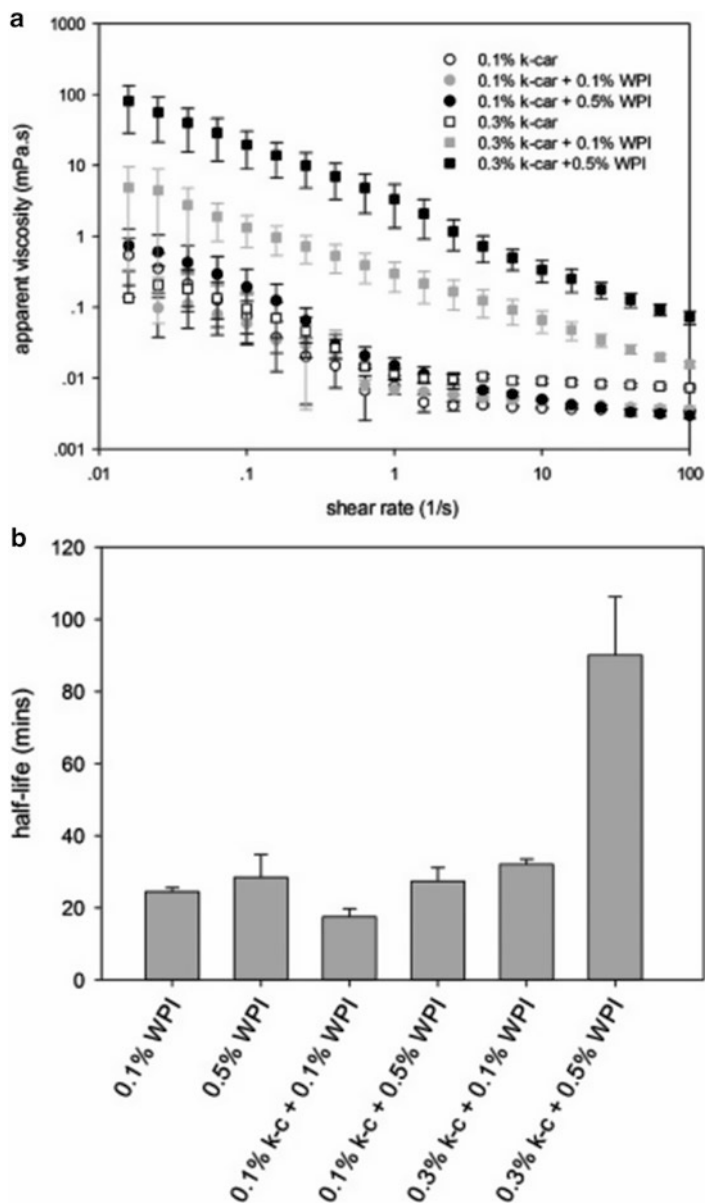 a
1000
100
10
1
.1
.01
.001
apparent viscosity (mPa.s)
0.1% k-car
0.1% k-car + 0.1% WPI
0.1% k-car + 0.5% WPI
0.3% k-car
0.3% k-car + 0.1% WPI
0.3% k-car +0.5% WPI
.01 .1 1 10 100
shear rate (1/s)
b
120
100
80
60
40
20
0
half-life (mins)
0.1% WPI
0.5% WPI
0.1% k-c + 0.1% WPI
0.1% k-c + 0.5% WPI
0.3% k-c + 0.1% WPI
0.3% k-c + 0.5% WPI